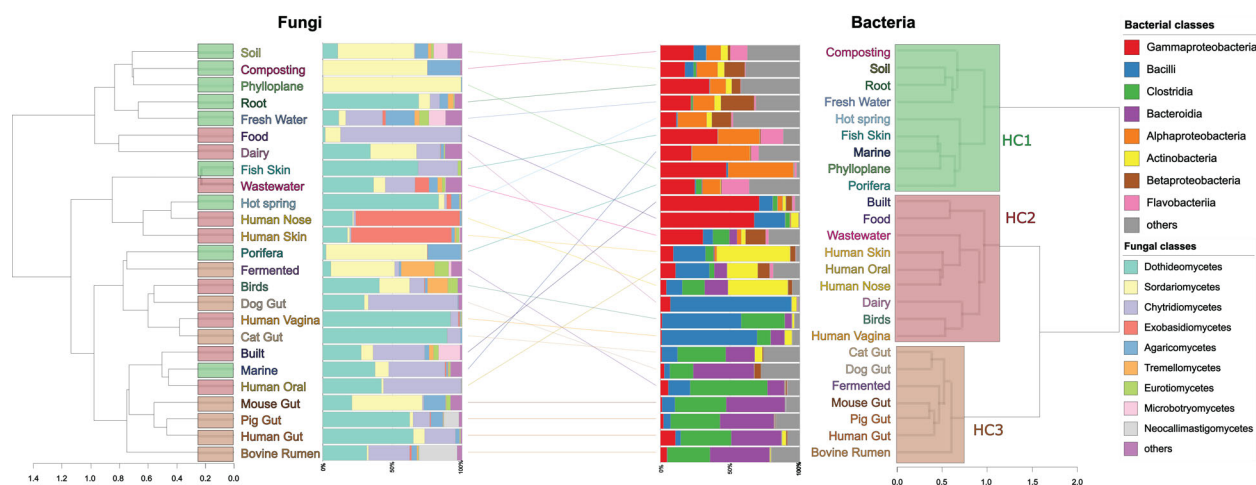 Fungi
Bacteria
Soil
Composting
Phylloplane
Root
Fresh Water
Food
Dairy
Fish Skin
Wastewater
Hot spring
Human Nose
Human Skin
Porifera
Fermented
Birds
Dog Gut
Human Vagina
Cat Gut
Built
Marine
Human Oral
Mouse Gut
Pig Gut
Human Gut
Bovine Rumen
1.4 1.2 1.0 0.8 0.6 0.4 0.2 0.0
0% 50% 100%
0% 50% 100%
Composting
Soil
Root
Fresh Water
Hot spring
Fish Skin
Marine
Phylloplane
Porifera
Built
Food
Wastewater
Human Skin
Human Oral
Human Nose
Dairy
Birds
Human Vagina
Cat Gut
Dog Gut
Fermented
Mouse Gut
Pig Gut
Human Gut
Bovine Rumen
HC1
HC2
HC3
0.0 0.5 1.0 1.5 2.0
Bacterial classes
Gammaproteobacteria
Bacilli
Clostridia
Bacteroidia
Alphaproteobacteria
Actinobacteria
Betaproteobacteria
Flavobacteriia
others
Fungal classes
Dothideomycetes
Sordariomycetes
Chytridiomycetes
Exobasidiomycetes
Agaricomycetes
Tremellomycetes
Eurotiomycetes
Microbotryomycetes
Neocallimastigomycetes
others